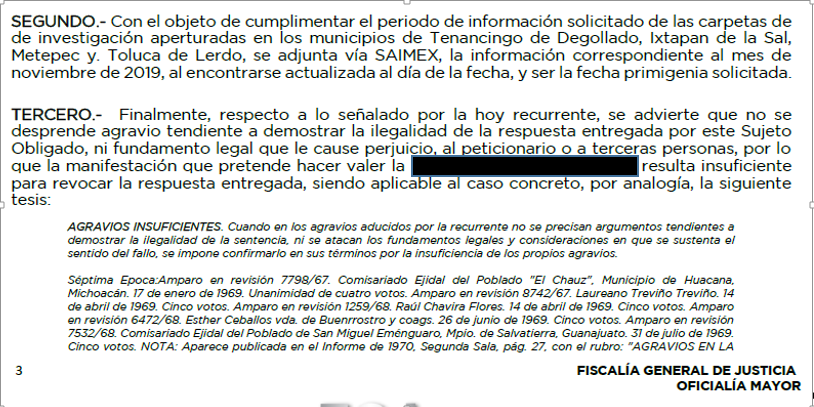 SEGUNDO.- Con el objeto de cumplimentar el periodo de información solicitado de las carpetas de
de investigación aperturadas en los municipios de Tenancingo de Degollado, Ixtapan de la Sal,
Metepec y. Toluca de Lerdo, se adjunta vía SAIMEX, la información correspondiente al mes de
noviembre de 2019, al encontrarse actualizada al día de la fecha, y ser la fecha primigenia solicitada.
TERCERO.- Finalmente, respecto a lo señalado por la hoy recurrente, se advierte que no se
desprende agravio tendiente a demostrar la ilegalidad de la respuesta entregada por este Sujeto
Obligado, ni fundamento legal que le cause perjuicio, al peticionario o a terceras personas, por lo
que la manifestación que pretende hacer valer la resulta insuficiente
para revocar la respuesta entregada, siendo aplicable al caso concreto, por analogía, la siguiente
tesis:
AGRAVIOS INSUFICIENTES. Cuando en los agravios aducidos por la recurrente no se precisan argumentos tendientes a
demostrar la ilegalidad de la sentencia, ni se atacan los fundamentos legales y consideraciones en que se sustenta el
sentido del fallo, se impone confirmarlo en sus términos por la insuficiencia de los propios agravios.
Séptima Epoca:Amparo en revisión 7798/67. Comisariado Ejidal del Poblado "El Chauz", Municipio de Huacana,
Michoacán. 17 de enero de 1969. Unanimidad de cuatro votos. Amparo en revisión 8742/67. Laureano Treviño Treviño. 14
de abril de 1969. Cinco votos. Amparo en revisión 1259/68. Raúl Chavira Flores. 14 de abril de 1969. Cinco votos. Amparo
en revisión 6472/68. Esther Ceballos vda. de Buenrrostro y coags. 26 de junio de 1969. Cinco votos. Amparo en revisión
7532/68. Comisariado Ejidal del Poblado de San Miguel Eménguaro, Mpio. de Salvatierra, Guanajuato. 31 de julio de 1969.
Cinco votos. NOTA: Aparece publicada en el Informe de 1970, Segunda Sala, pág. 27, con el rubro: "AGRAVIOS EN LA
3
FISCALÍA GENERAL DE JUSTICIA
OFICIALÍA MAYOR